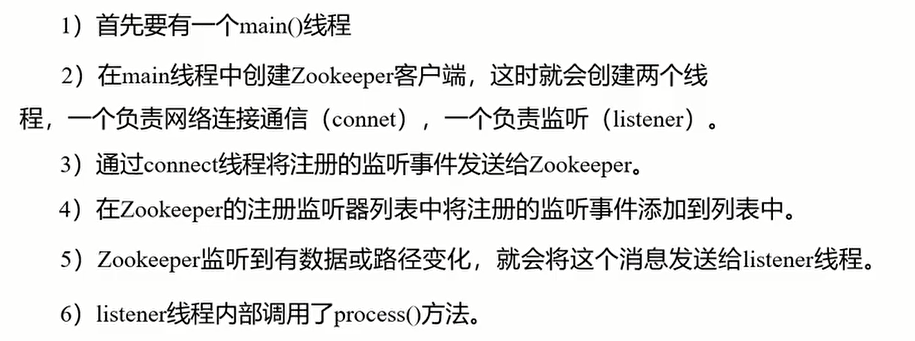 1）首先要有一个main()线程
2）在main线程中创建Zookeeper客户端，这时就会创建两个线
程，一个负责网络连接通信（connet），一个负责监听（listener）。
3）通过connect线程将注册的监听事件发送给Zookeeper。
4）在Zookeeper的注册监听器列表中将注册的监听事件添加到列表中。
5）Zookeeper监听到有数据或路径变化，就会将这个消息发送给listener线程。
6）listener线程内部调用了process()方法。